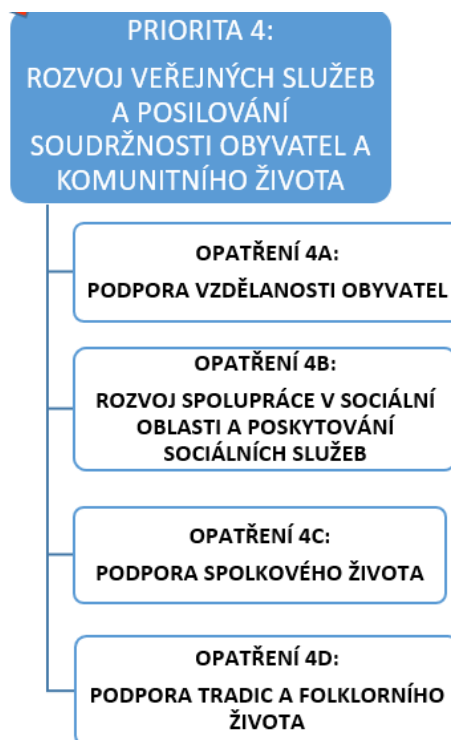 PRIORITA 4:
ROZVOJ VEŘEJNÝCH SLUŽEB
A POSILOVÁNÍ
SOUDRŽNOSTI OBYVATEL A
KOMUNITNÍHO ŽIVOTA
OPATŘENÍ 4A:
PODPORA VZDĚLANOSTI OBYVATEL
OPATŘENÍ 4B:
ROZVOJ SPOLUPRÁCE V SOCIÁLNÍ
OBLASTI A POSKYTOVÁNÍ
SOCIÁLNÍCH SLUŽEB
OPATŘENÍ 4C:
PODPORA SPOLKOVÉHO ŽIVOTA
OPATŘENÍ 4D:
PODPORA TRADIC A FOLKLORNÍHO
ŽIVOTA